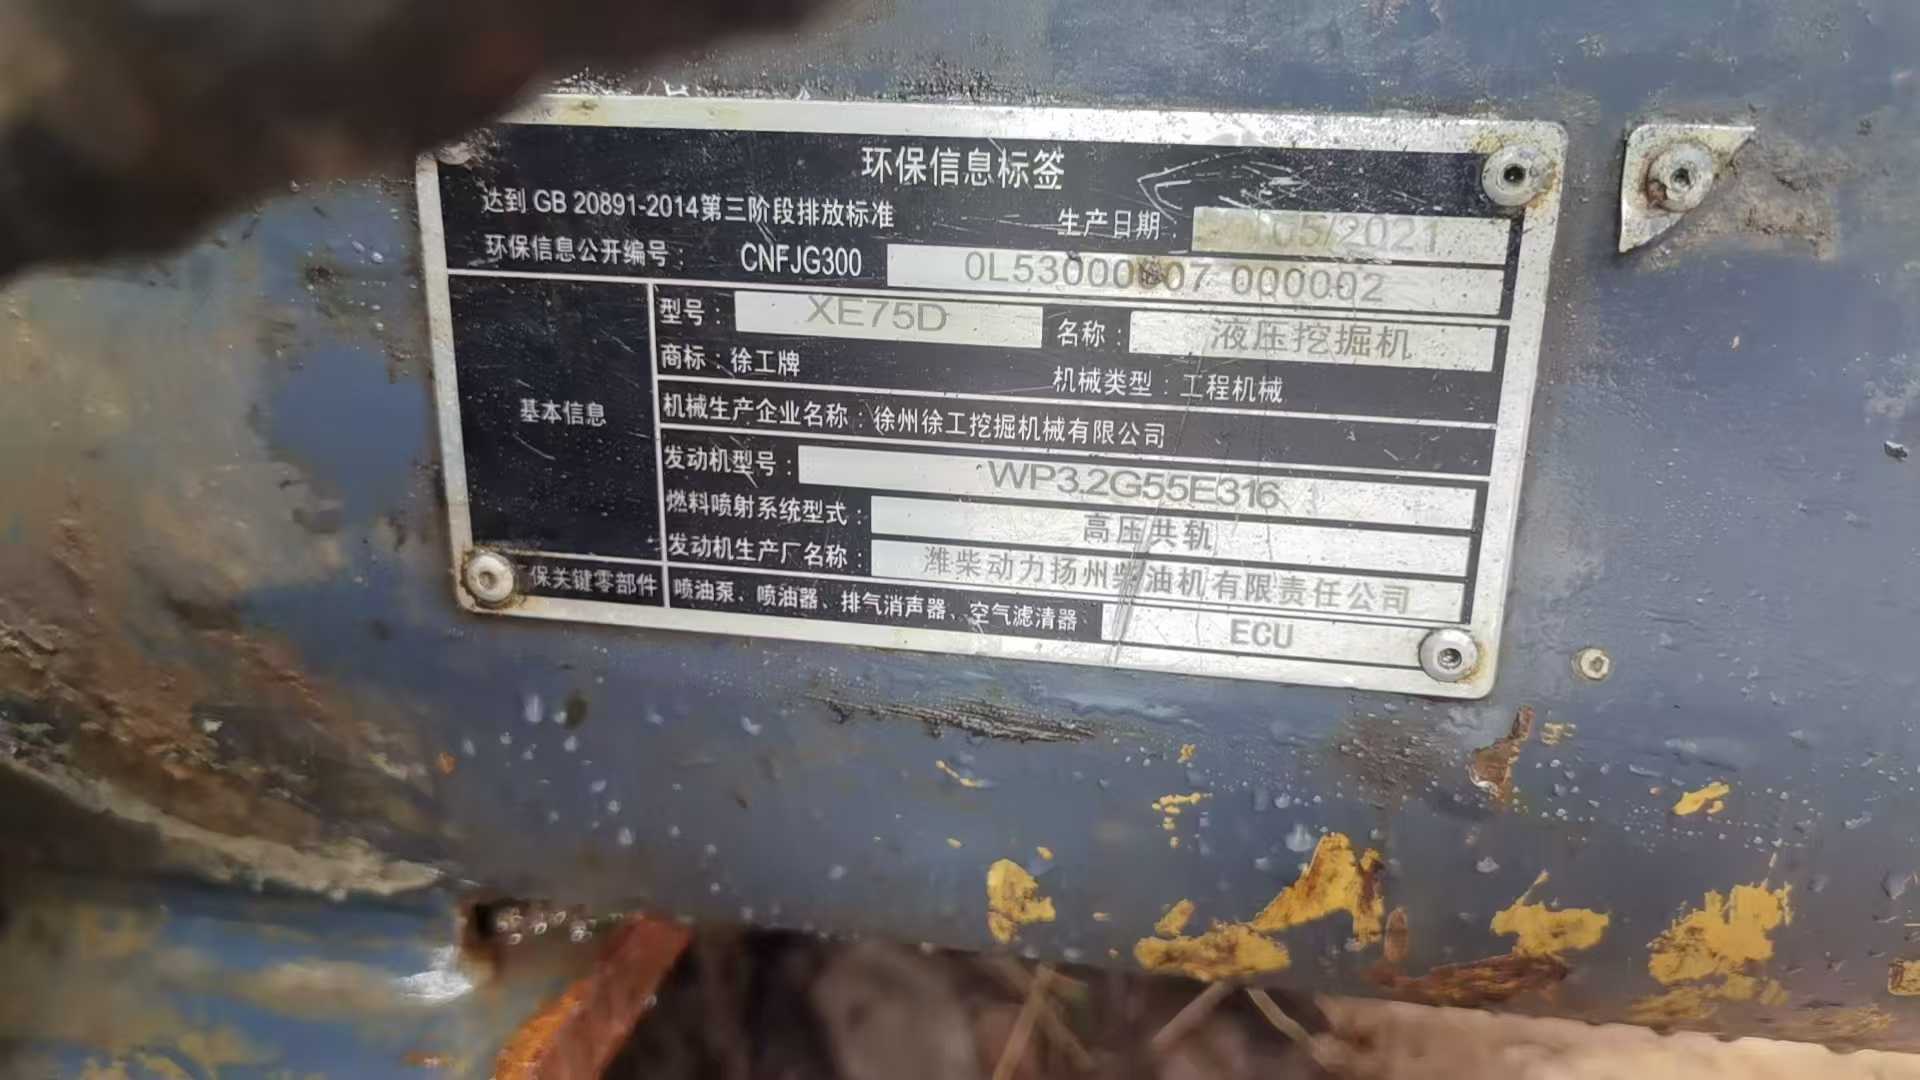 环保信息标签
达到 GB 20891-2014第三阶段排放标准
生产日期: 05/2021
环保信息公开编号: CNFJG300 0L53000007 000002
基本信息
型号: XE75D 名称: 液压挖掘机
商标: 徐工牌 机械类型: 工程机械
机械生产企业名称: 徐州徐工挖掘机械有限公司
发动机型号: WP3.2G55E316
燃料喷射系统型式: 高压共轨
发动机生产厂名称: 潍柴动力扬州柴油机有限责任公司
保关键零部件 喷油泵、喷油器、排气消声器、空气滤清器 ECU